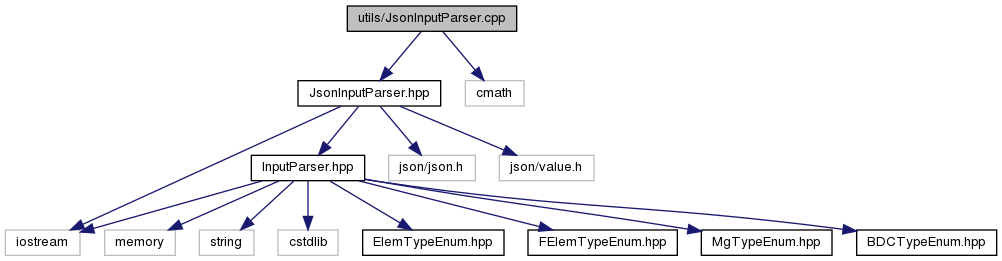 utils/JsonInputParser.cpp
JsonInputParser.hpp
cmath
InputParser.hpp
json/json.h
json/value.h
iostream
memory
string
cstdlib
ElemTypeEnum.hpp
FElemTypeEnum.hpp
MgTypeEnum.hpp
BDCTypeEnum.hpp